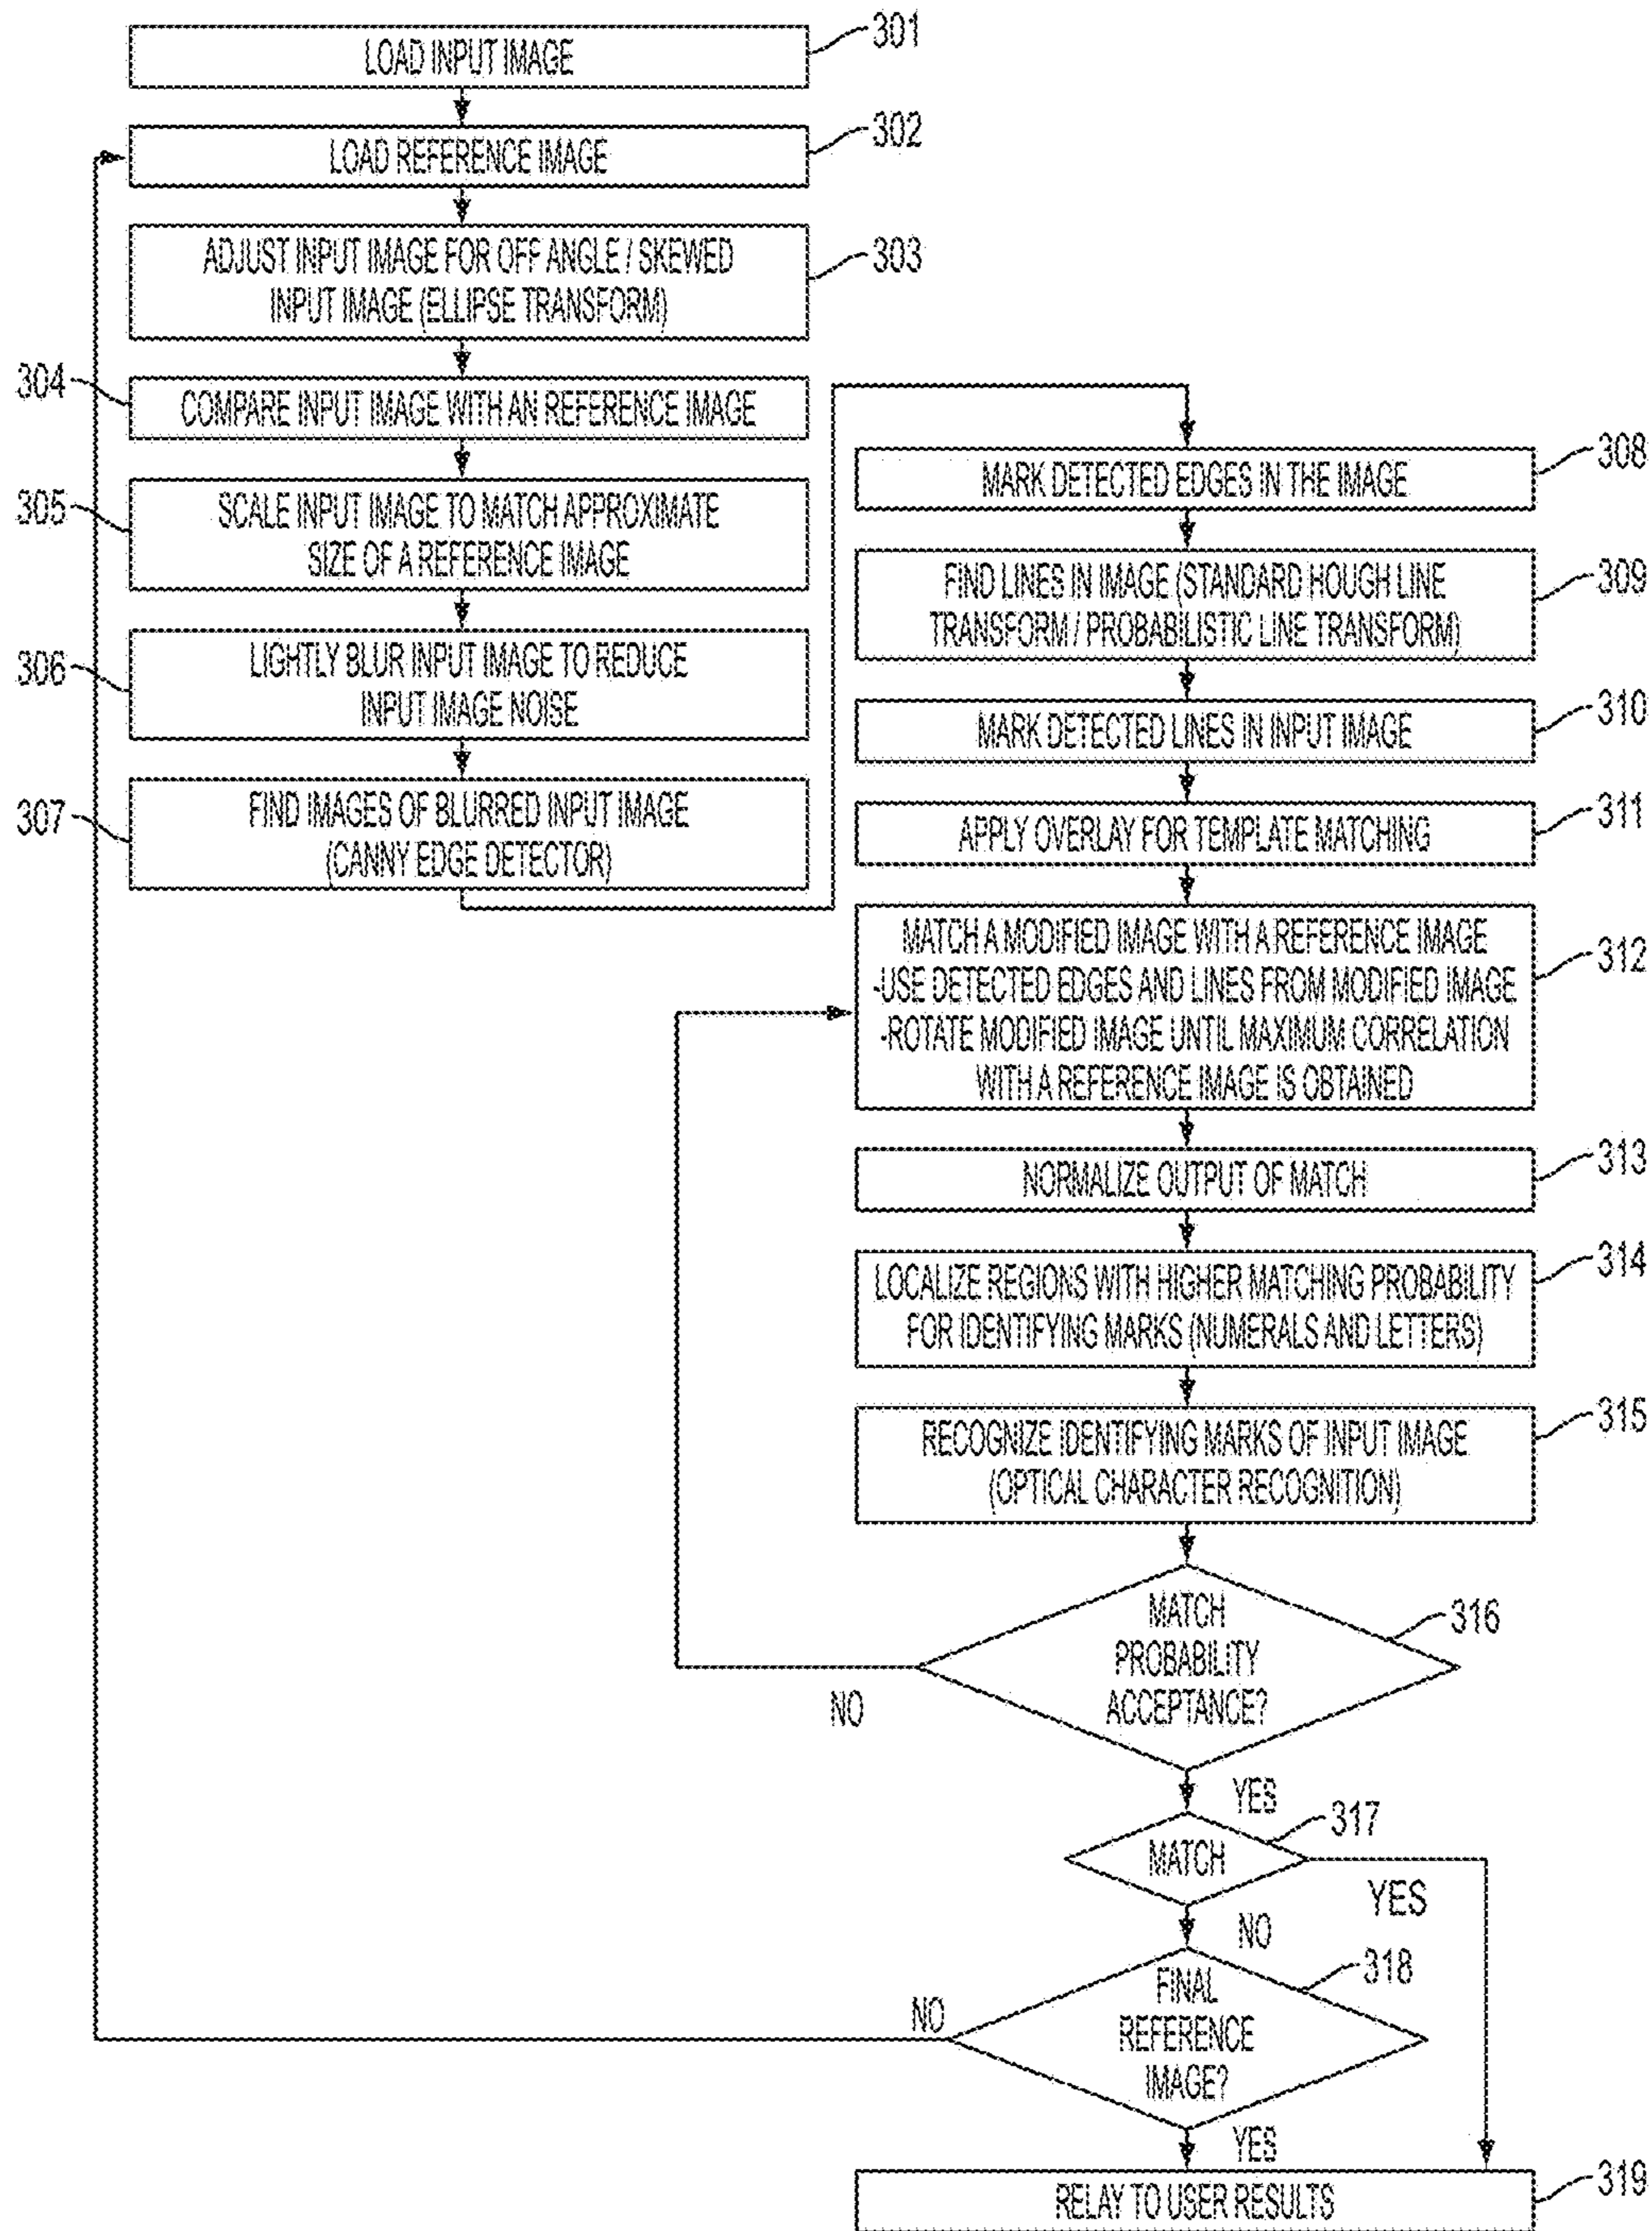 301
LOAD INPUT IMAGE
302
LOAD REFERENCE IMAGE
303
ADJUST INPUT IMAGE FOR OFF ANGLE / SKEWED
INPUT IMAGE (ELLIPSE TRANSFORM)
304
COMPARE INPUT IMAGE WITH AN REFERENCE IMAGE
305
SCALE INPUT IMAGE TO MATCH APPROXIMATE
SIZE OF A REFERENCE IMAGE
306
LIGHTLY BLUR INPUT IMAGE TO REDUCE
INPUT IMAGE NOISE
307
FIND IMAGES OF BLURRED INPUT IMAGE
(CANNY EDGE DETECTOR)
308
MARK DETECTED EDGES IN THE IMAGE
309
FIND LINES IN IMAGE (STANDARD HOUGH LINE
TRANSFORM / PROBABILISTIC LINE TRANSFORM)
310
MARK DETECTED LINES IN INPUT IMAGE
311
APPLY OVERLAY FOR TEMPLATE MATCHING
312
MATCH A MODIFIED IMAGE WITH A REFERENCE IMAGE
-USE DETECTED EDGES AND LINES FROM MODIFIED IMAGE
-ROTATE MODIFIED IMAGE UNTIL MAXIMUM CORRELATION
WITH A REFERENCE IMAGE IS OBTAINED
313
NORMALIZE OUTPUT OF MATCH
314
LOCALIZE REGIONS WITH HIGHER MATCHING PROBABILITY
FOR IDENTIFYING MARKS (NUMERALS AND LETTERS)
315
RECOGNIZE IDENTIFYING MARKS OF INPUT IMAGE
(OPTICAL CHARACTER RECOGNITION)
316
MATCH
PROBABILITY
ACCEPTANCE?
NO
YES
317
MATCH
YES
NO
318
FINAL
REFERENCE
IMAGE?
NO
YES
319
RELAY TO USER RESULTS